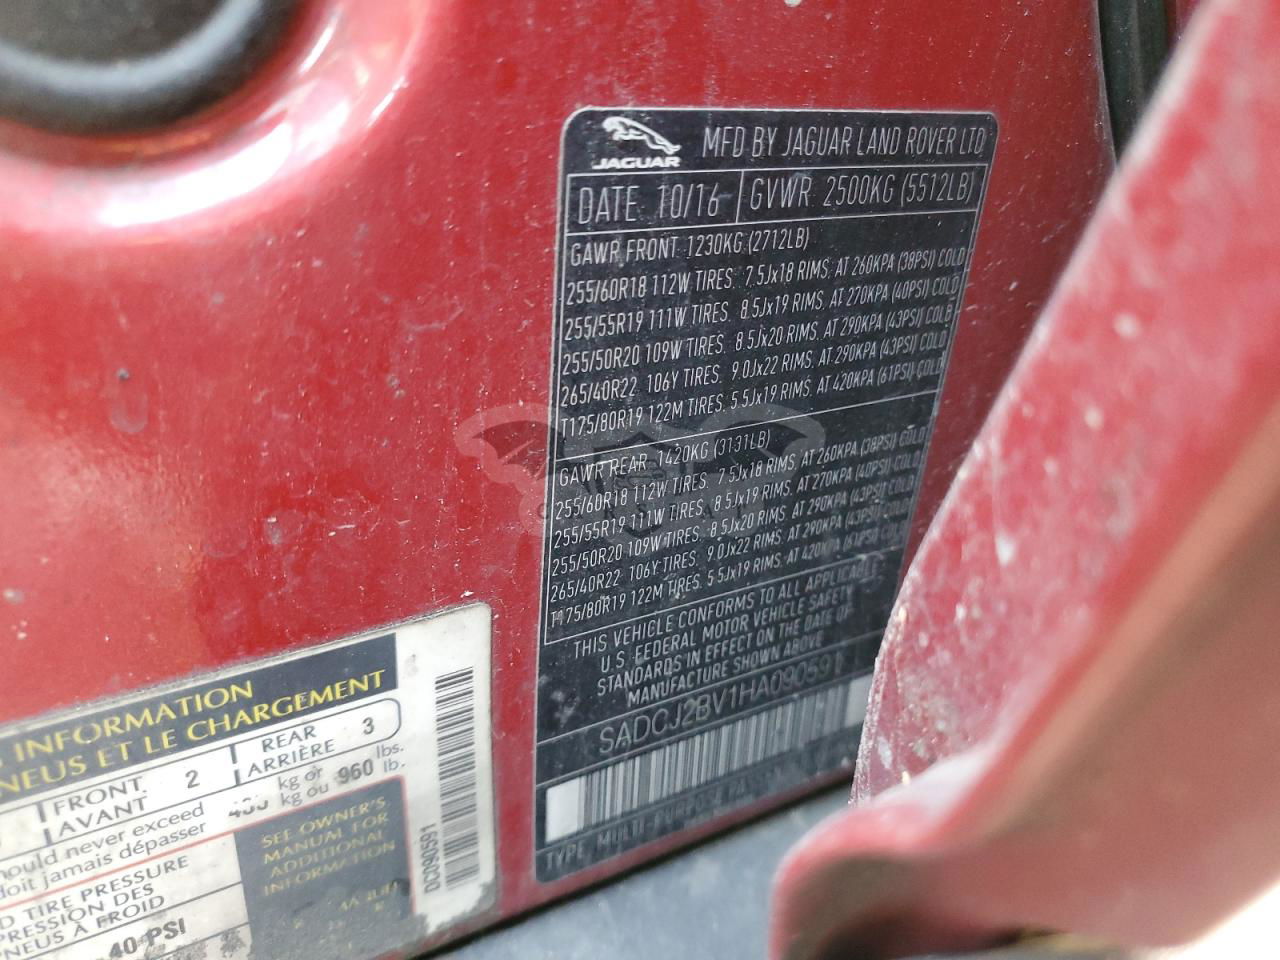 JAGUAR
MFD BY JAGUAR LAND ROVER LTD
DATE: 10/16 GVWR 2500KG (5512LB)
GAWR FRONT 1230KG (2712LB)
255/60R18 112W TIRES: 7.5Jx18 RIMS, AT 260KPA (38PSI) COLD
255/55R19 111W TIRES: 8.5Jx19 RIMS, AT 270KPA (40PSI) COLD
255/50R20 109W TIRES: 8.5Jx20 RIMS, AT 290KPA (43PSI) COLD
265/40R22 106Y TIRES: 9.0Jx22 RIMS, AT 290KPA (43PSI) COLD
T175/80R19 122M TIRES: 5.5Jx19 RIMS, AT 420KPA (61PSI) COLD
GAWR REAR 1420KG (3131LB)
255/60R18 112W TIRES: 7.5Jx18 RIMS, AT 260KPA (38PSI) COLD
255/55R19 111W TIRES: 8.5Jx19 RIMS, AT 270KPA (40PSI) COLD
255/50R20 109W TIRES: 8.5Jx20 RIMS, AT 290KPA (43PSI) COLD
265/40R22 106Y TIRES: 9.0Jx22 RIMS, AT 290KPA (43PSI) COLD
T175/80R19 122M TIRES: 5.5Jx19 RIMS, AT 420KPA (61PSI) COLD
THIS VEHICLE CONFORMS TO ALL APPLICABLE
U.S. FEDERAL MOTOR VEHICLE SAFETY
STANDARDS IN EFFECT ON THE DATE OF
MANUFACTURE SHOWN ABOVE
SADCJ2BV1HA090591
TYPE: MULTI-PURPOSE
INFORMATION
ET LE CHARGEMENT
FRONT 2 REAR 3
AVANT ARRIÈRE
should never exceed kg or 960 lbs.
doit jamais dépasser kg ou lb.
TIRE PRESSURE
PRESSION DES
PNEUS À FROID
40 PSI
SEE OWNER'S
MANUAL FOR
ADDITIONAL
INFORMATION
DC090591